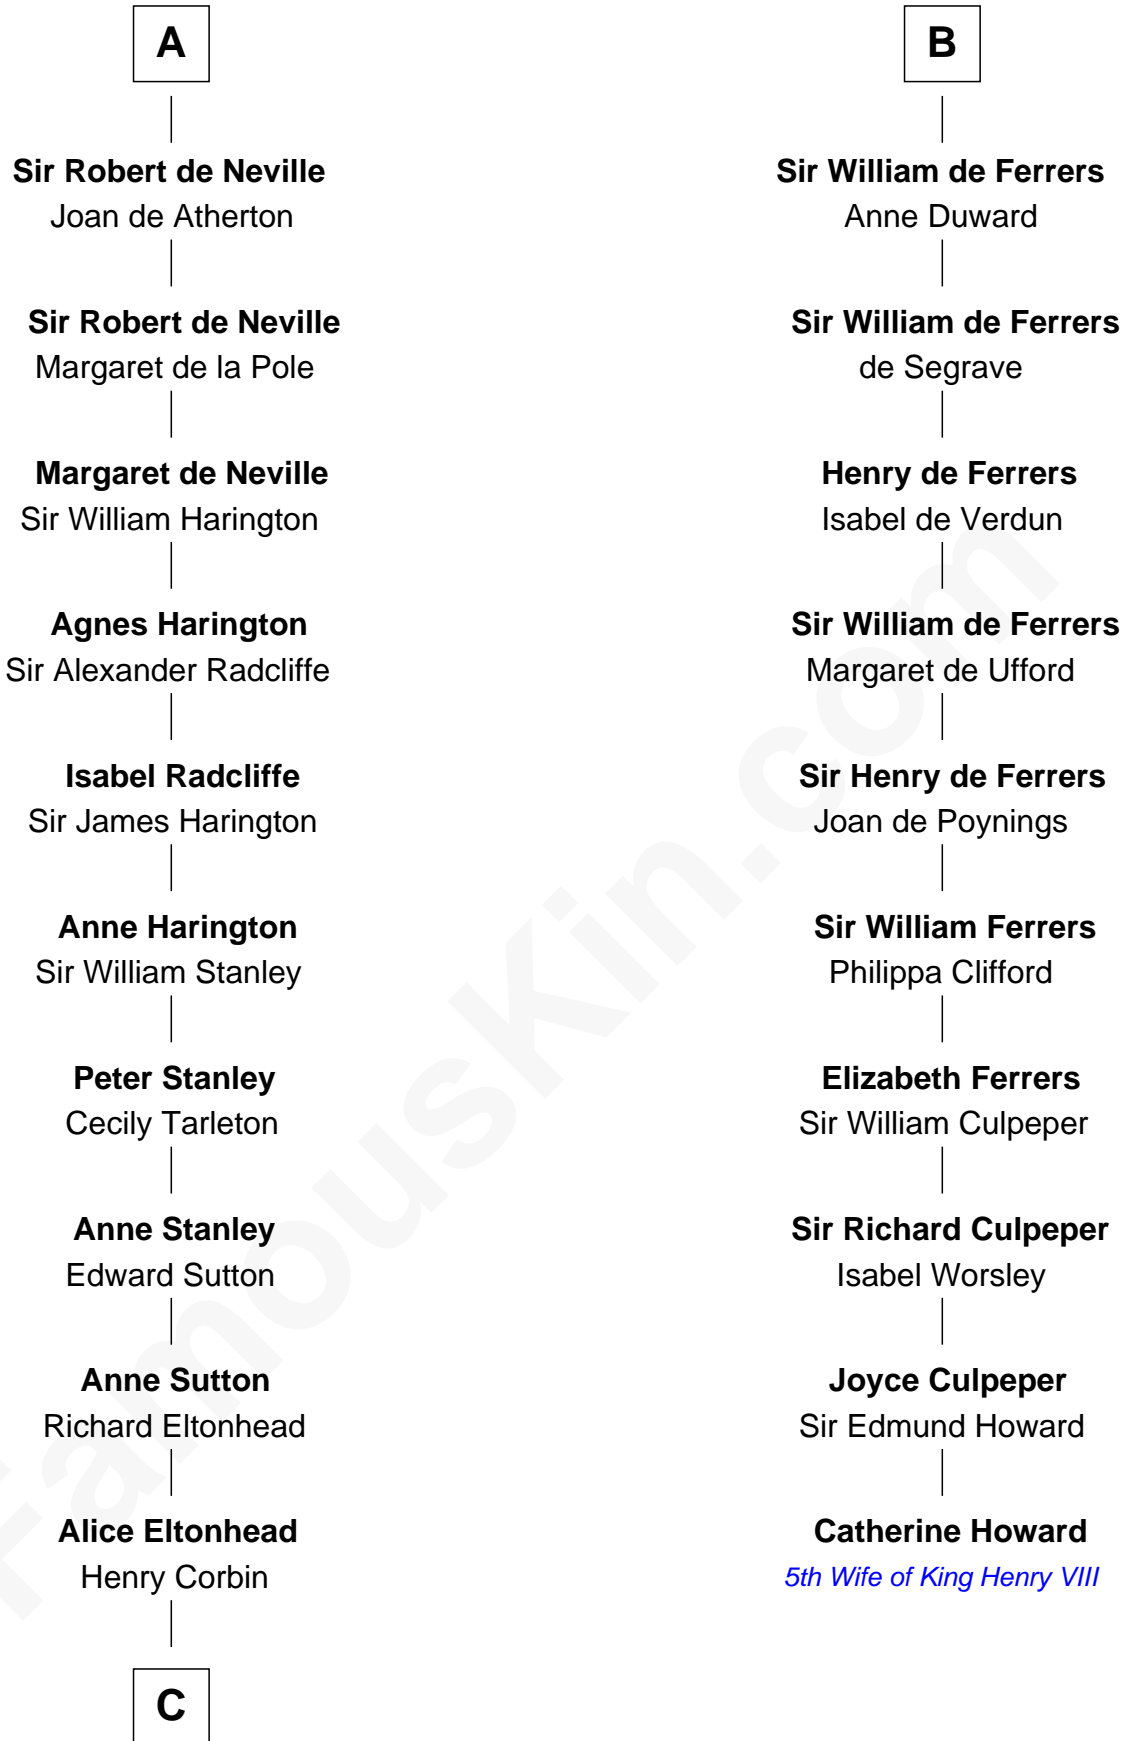 A
Sir Robert de Neville
Joan de Atherton
Sir Robert de Neville
Margaret de la Pole
Margaret de Neville
Sir William Harington
Agnes Harington
Sir Alexander Radcliffe
Isabel Radcliffe
Sir James Harington
Anne Harington
Sir William Stanley
Peter Stanley
Cecily Tarleton
Anne Stanley
Edward Sutton
Anne Sutton
Richard Eltonhead
Alice Eltonhead
Henry Corbin
C
B
Sir William de Ferrers
Anne Duward
Sir William de Ferrers
de Segrave
Henry de Ferrers
Isabel de Verdun
Sir William de Ferrers
Margaret de Ufford
Sir Henry de Ferrers
Joan de Poynings
Sir William Ferrers
Philippa Clifford
Elizabeth Ferrers
Sir William Culpeper
Sir Richard Culpeper
Isabel Worsley
Joyce Culpeper
Sir Edmund Howard
Catherine Howard
5th Wife of King Henry VIII
FamousKin.com